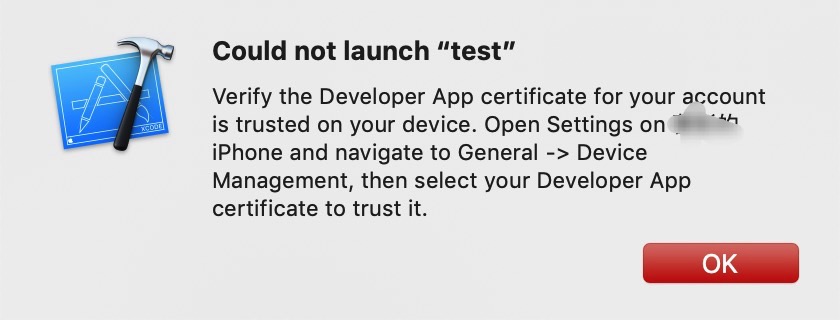 Could not launch “test”
Verify the Developer App certificate for your account
is trusted on your device. Open Settings on
iPhone and navigate to General -> Device
Management, then select your Developer App
certificate to trust it.
XCODE
OK